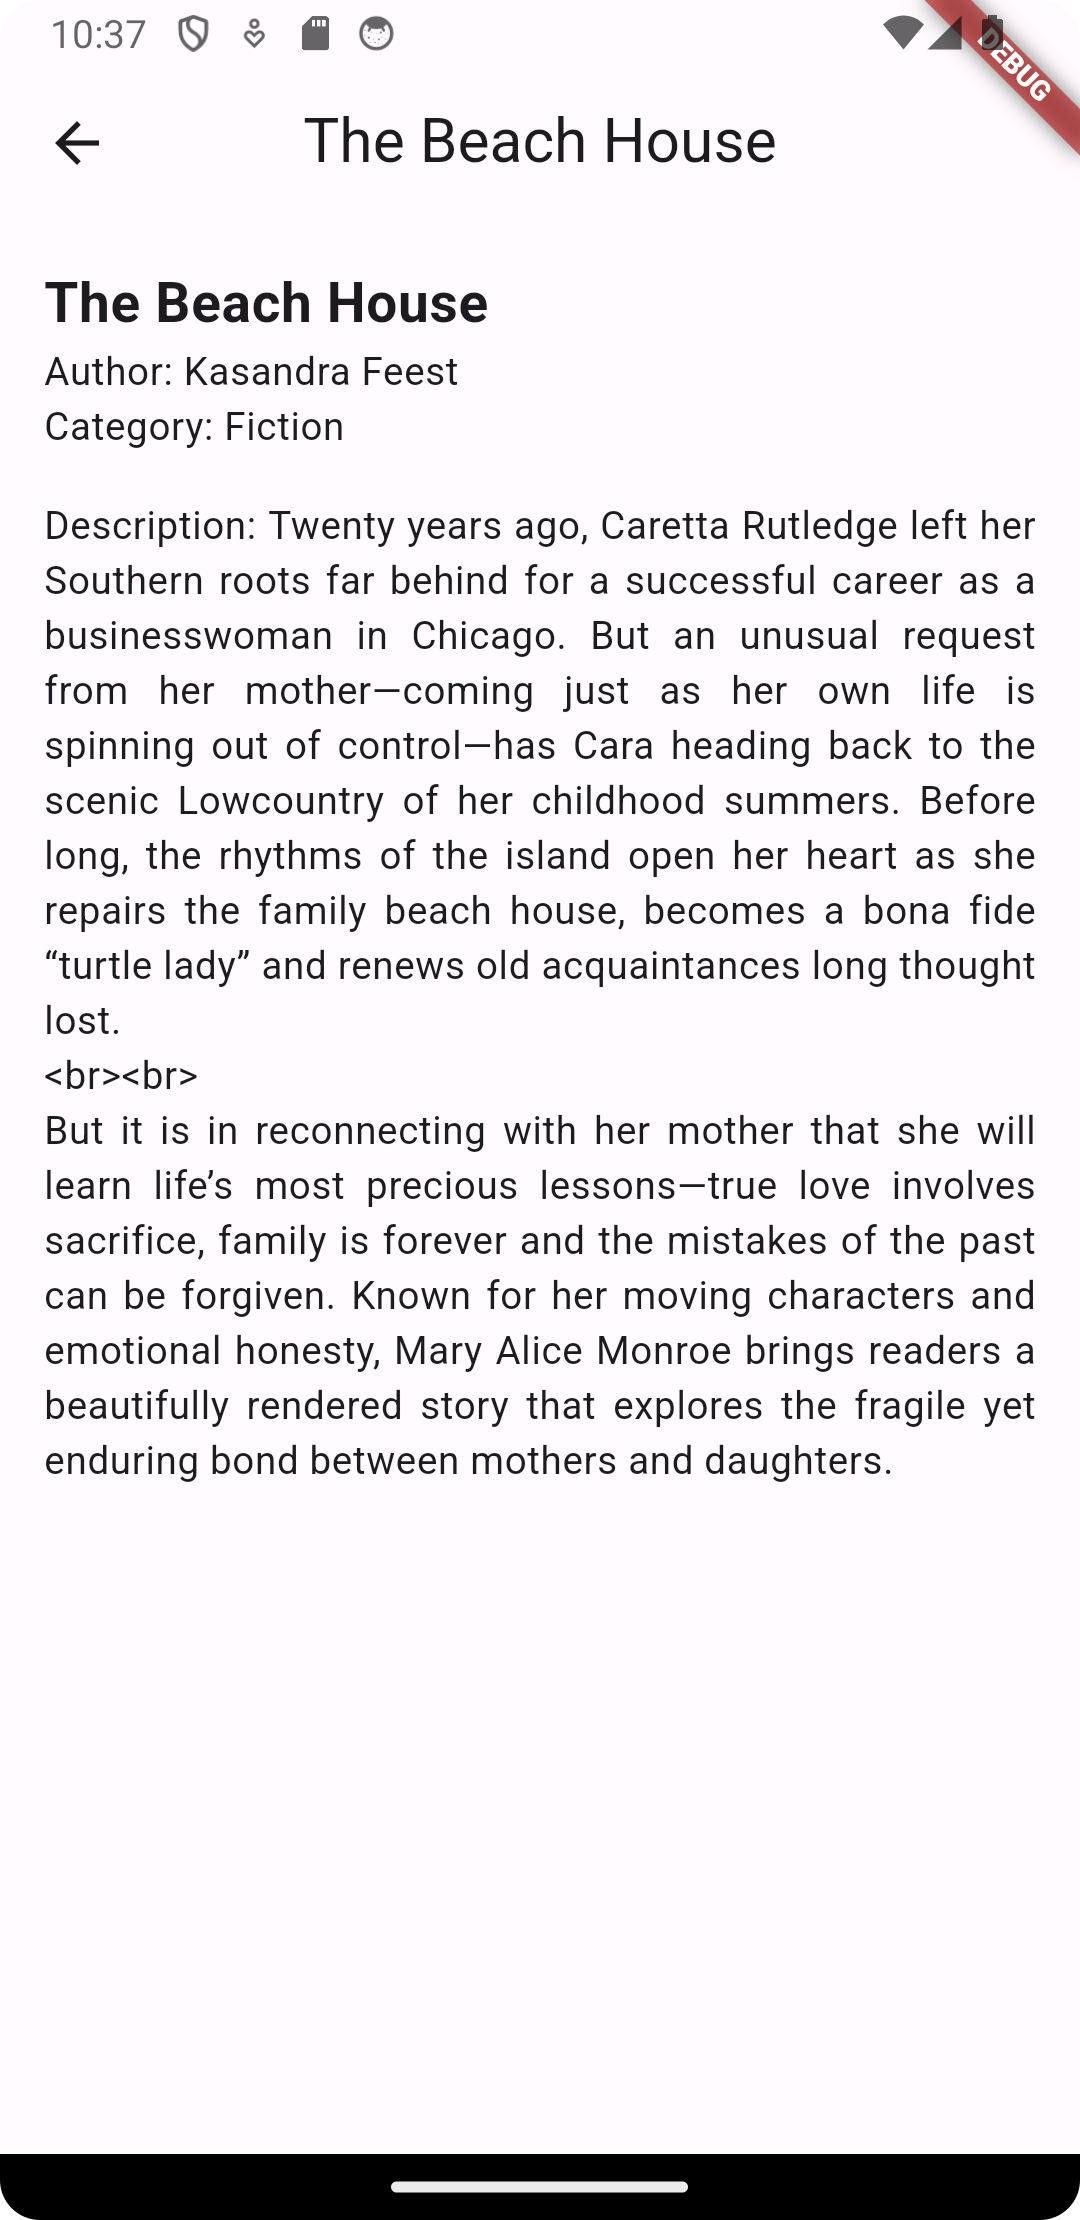 10:37
DEBUG
The Beach House
The Beach House
Author: Kasandra Feest
Category: Fiction
Description: Twenty years ago, Caretta Rutledge left her
Southern roots far behind for a successful career as a
businesswoman in Chicago. But an unusual request
from her mother—coming just as her own life is
spinning out of control—has Cara heading back to the
scenic Lowcountry of her childhood summers. Before
long, the rhythms of the island open her heart as she
repairs the family beach house, becomes a bona fide
“turtle lady” and renews old acquaintances long thought
lost.
<br><br>
But it is in reconnecting with her mother that she will
learn life’s most precious lessons—true love involves
sacrifice, family is forever and the mistakes of the past
can be forgiven. Known for her moving characters and
emotional honesty, Mary Alice Monroe brings readers a
beautifully rendered story that explores the fragile yet
enduring bond between mothers and daughters.